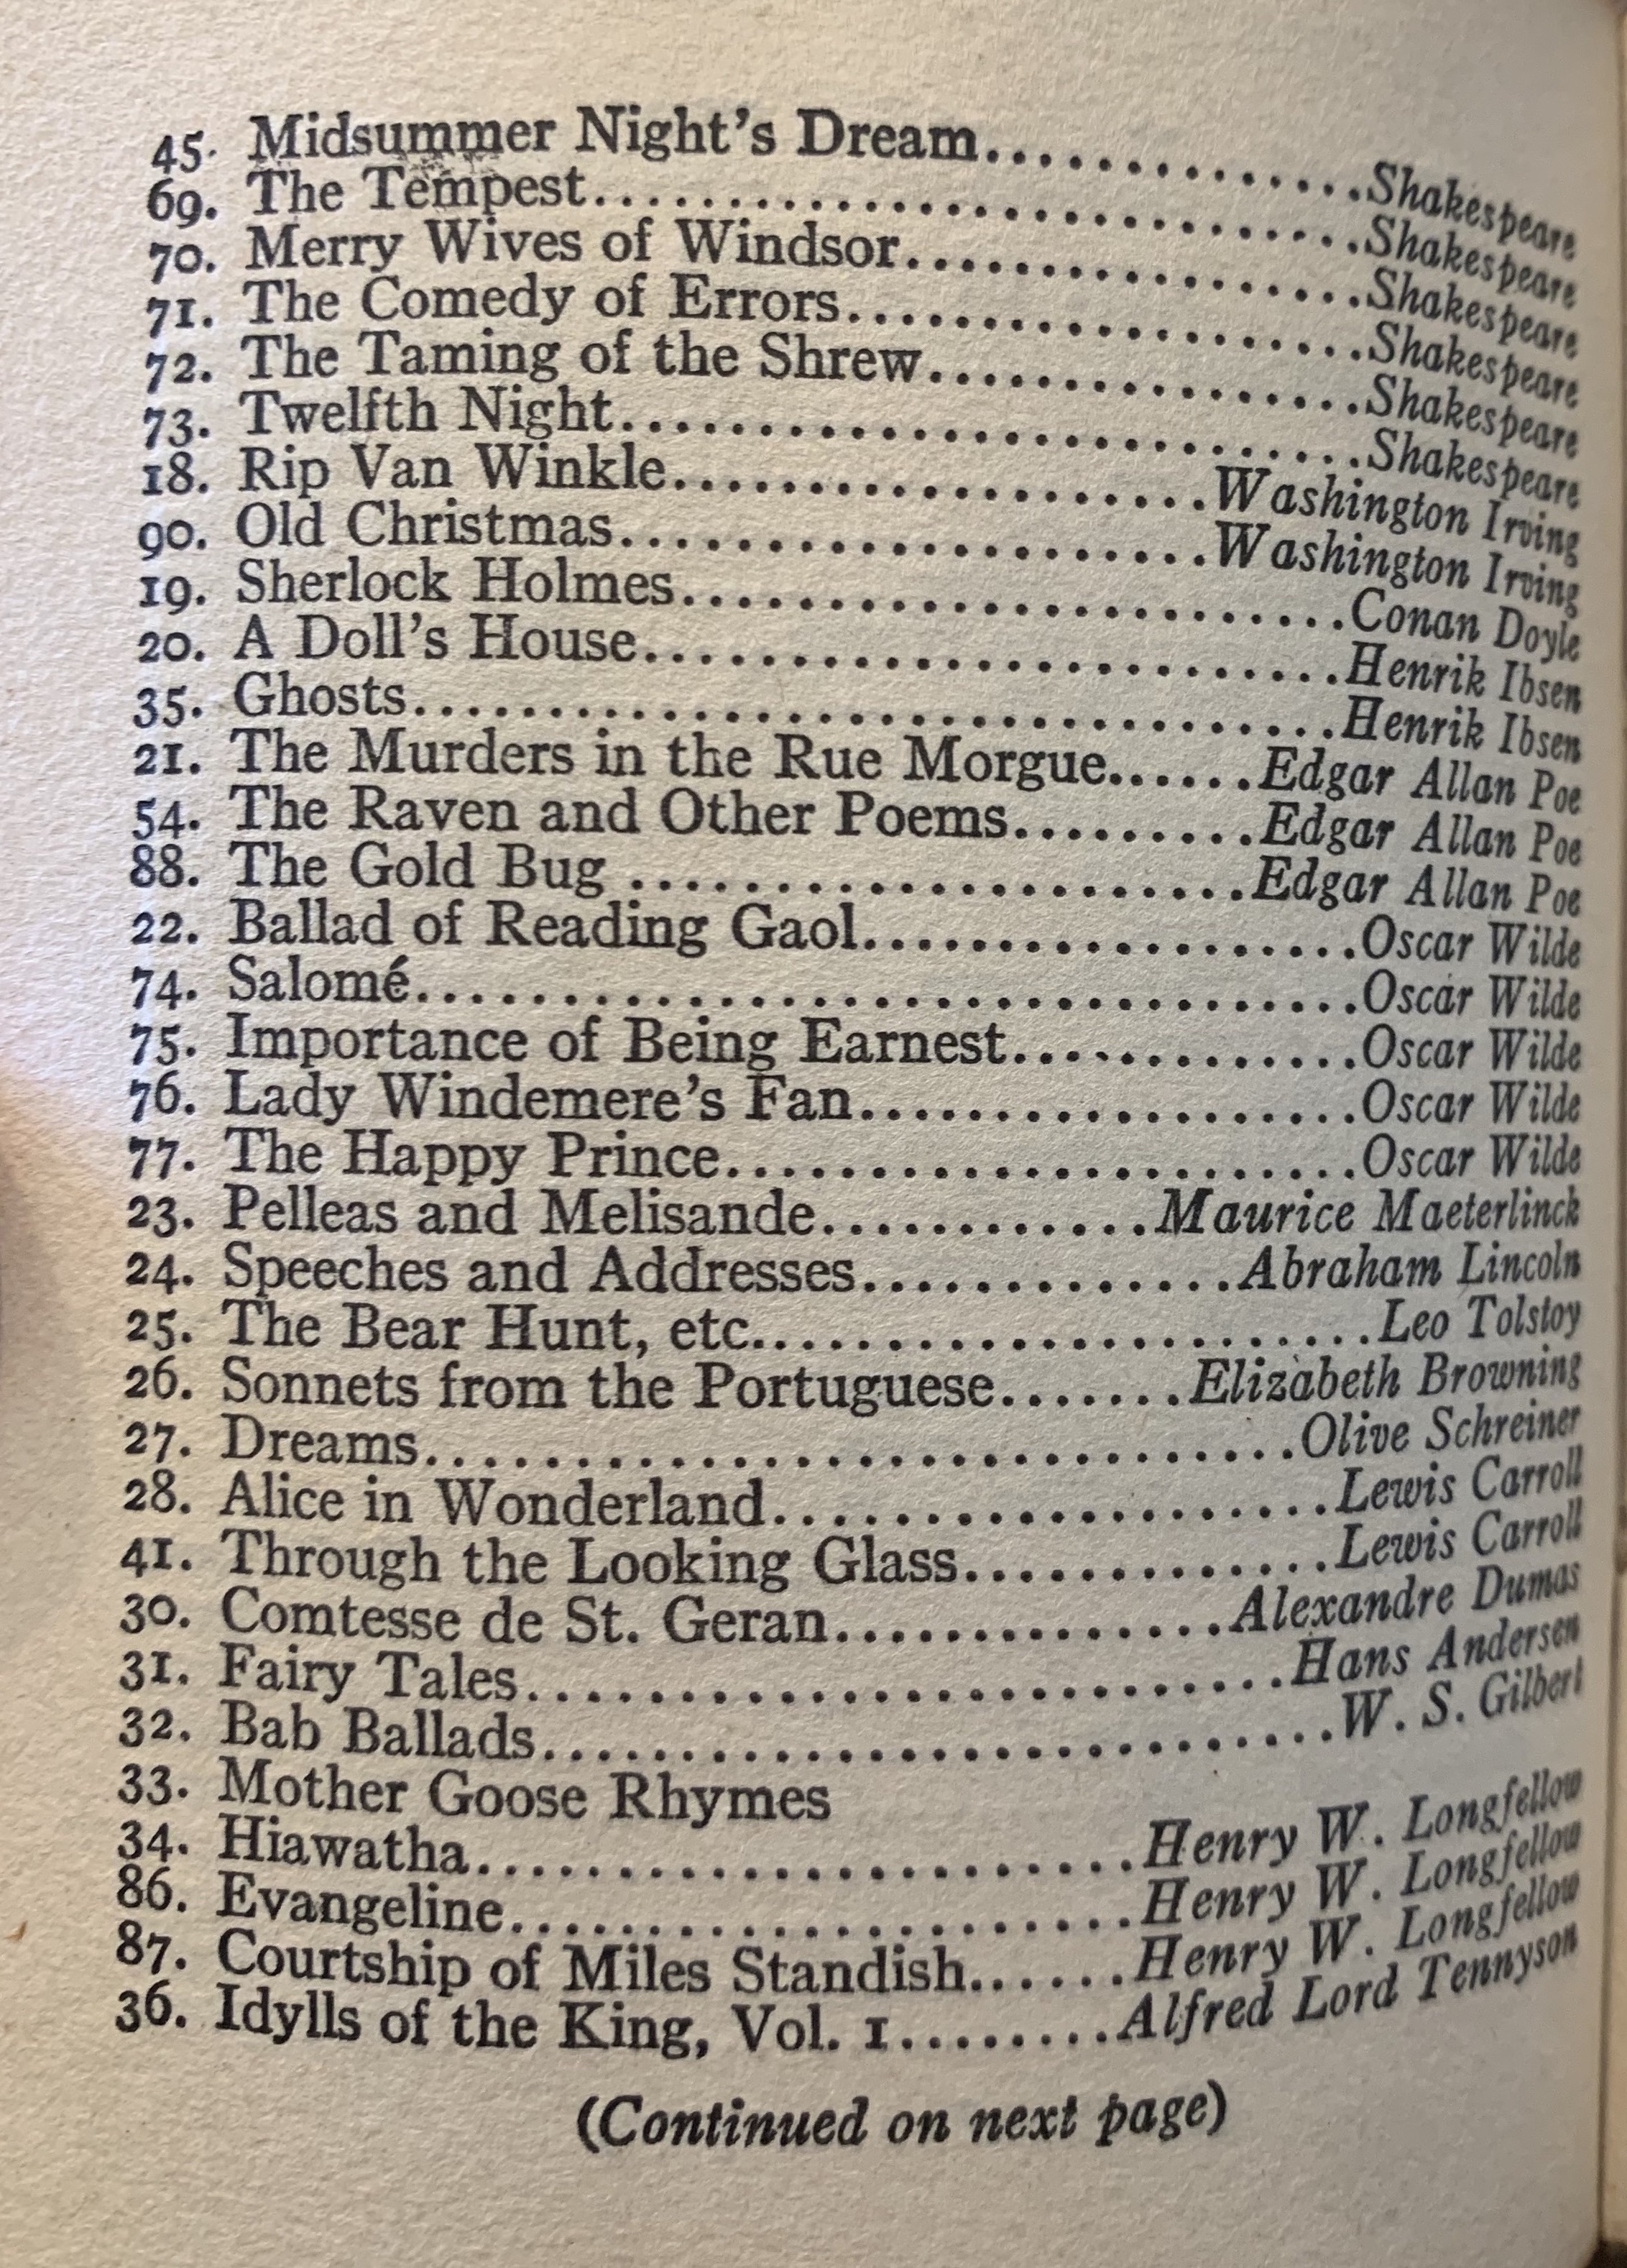 45. Midsummer Night's Dream..............Shakespeare
69. The Tempest............................Shakespeare
70. Merry Wives of Windsor.................Shakespeare
71. The Comedy of Errors...................Shakespeare
72. The Taming of the Shrew................Shakespeare
73. Twelfth Night...........................Shakespeare
18. Rip Van Winkle...................Washington Irving
90. Old Christmas.....................Washington Irving
19. Sherlock Holmes.......................Conan Doyle
20. A Doll's House.........................Henrik Ibsen
35. Ghosts.................................Henrik Ibsen
21. The Murders in the Rue Morgue......Edgar Allan Poe
54. The Raven and Other Poems.........Edgar Allan Poe
88. The Gold Bug ......................Edgar Allan Poe
22. Ballad of Reading Gaol..................Oscar Wilde
74. Salomé..................................Oscar Wilde
75. Importance of Being Earnest.............Oscar Wilde
76. Lady Windemere's Fan..................Oscar Wilde
77. The Happy Prince.......................Oscar Wilde
23. Pelleas and Melisande............Maurice Maeterlinck
24. Speeches and Addresses.............Abraham Lincoln
25. The Bear Hunt, etc.......................Leo Tolstoy
26. Sonnets from the Portuguese.......Elizabeth Browning
27. Dreams...............................Olive Schreiner
28. Alice in Wonderland....................Lewis Carroll
41. Through the Looking Glass.............Lewis Carroll
30. Comtesse de St. Geran..............Alexandre Dumas
31. Fairy Tales...........................Hans Andersen
32. Bab Ballads............................W. S. Gilbert
33. Mother Goose Rhymes
34. Hiawatha.......................Henry W. Longfellow
86. Evangeline......................Henry W. Longfellow
87. Courtship of Miles Standish......Henry W. Longfellow
36. Idylls of the King, Vol. 1........Alfred Lord Tennyson
(Continued on next page)